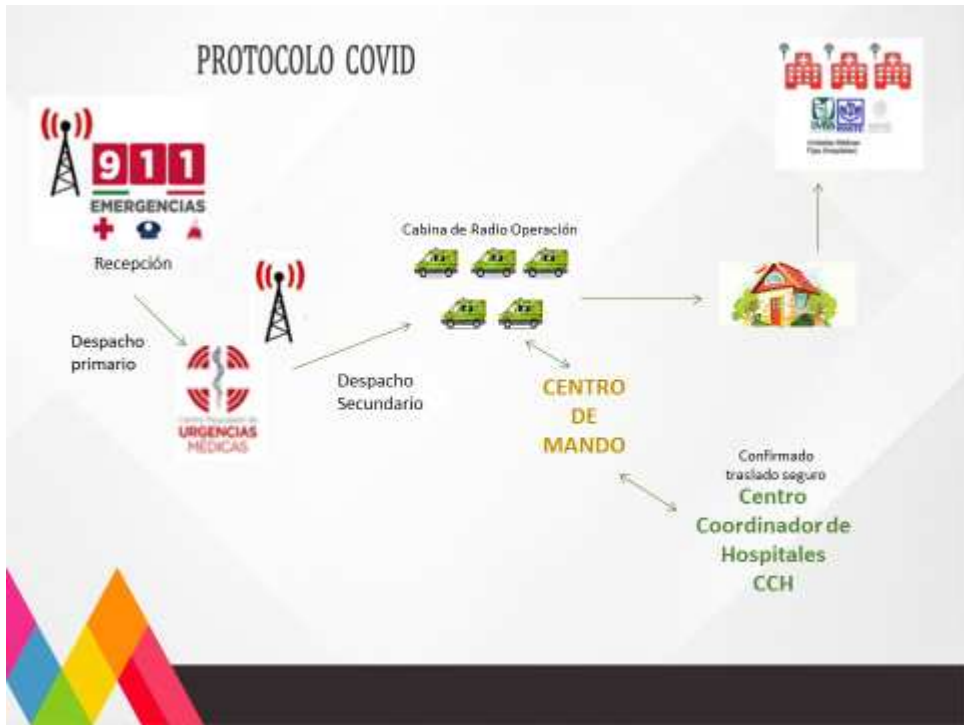 PROTOCOLO COVID
911
EMERGENCIAS
Recepción
Despacho
primario
URGENCIAS
MÉDICAS
Despacho
Secundario
Cabina de Radio Operación
CENTRO
DE
MANDO
Confirmado
traslado seguro
Centro
Coordinador de
Hospitales
CCH
IMSS